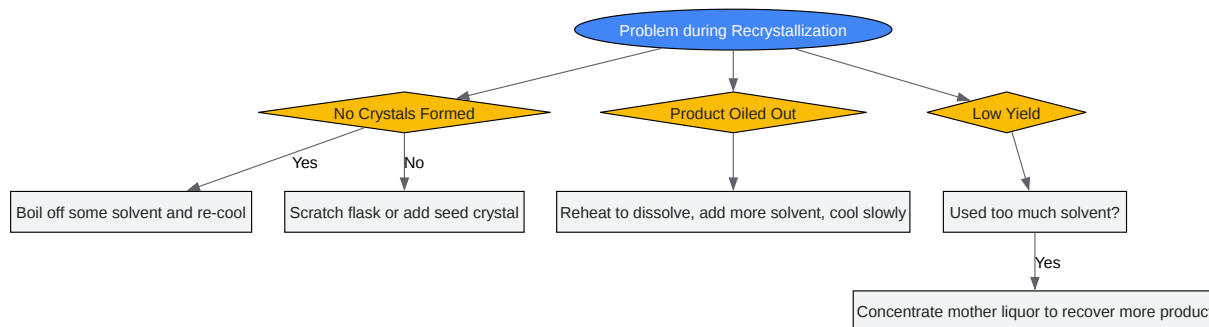 Problem during Recrystallization
No Crystals Formed
Product Oiled Out
Low Yield
Yes
No
Boil off some solvent and re-cool
Scratch flask or add seed crystal
Reheat to dissolve, add more solvent, cool slowly
Used too much solvent?
Yes
Concentrate mother liquor to recover more product